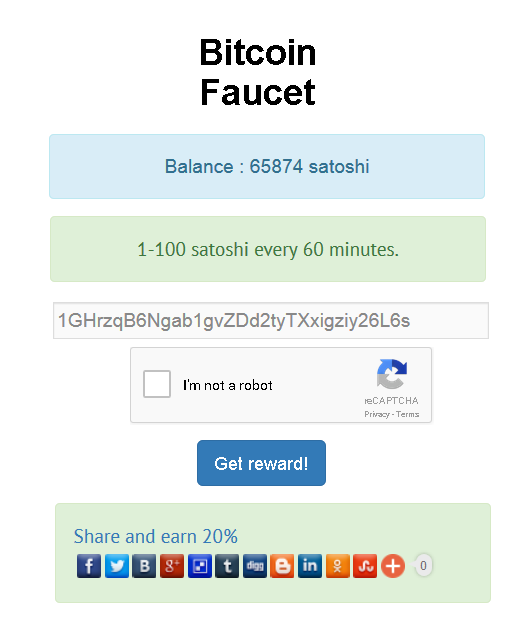 Bitcoin
Faucet
Balance : 65874 satoshi
1-100 satoshi every 60 minutes.
1GHrzqB6Ngab1gvZDd2tyTXxigziy26L6s
I'm not a robot
reCAPTCHA
Privacy - Terms
Get reward!
Share and earn 20%
f B g+ t digg B in 0